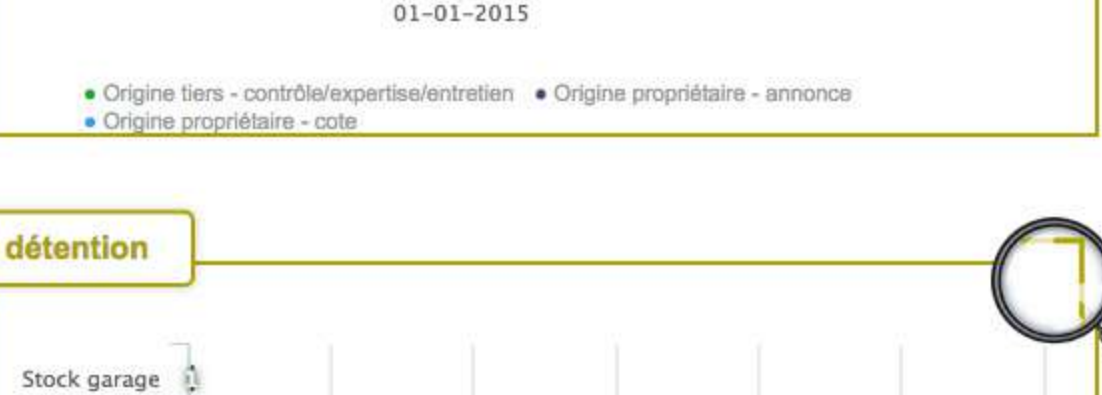 01-01-2015
• Origine tiers - contrôle/expertise/entretien • Origine propriétaire - annonce
• Origine propriétaire - cote
détention
Stock garage